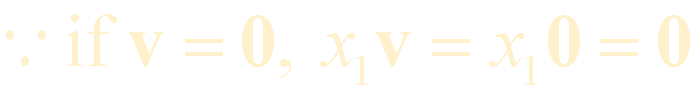 ∵ if v = 0, x₁v = x₁0 = 0